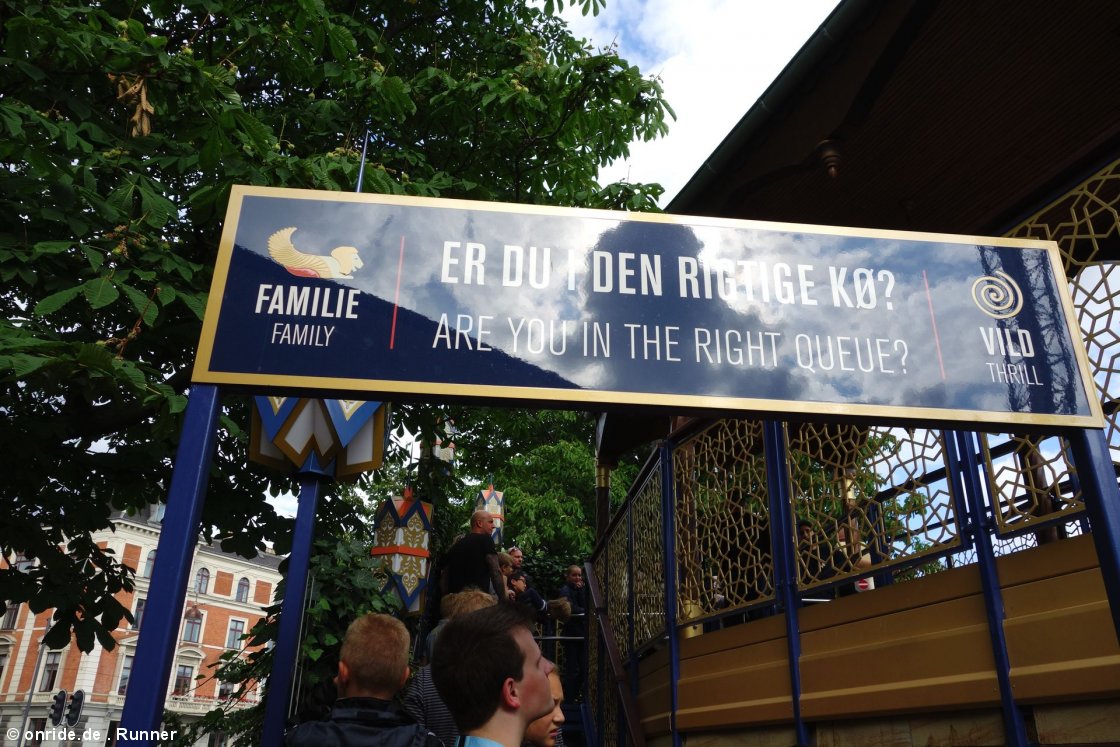 FAMILIE
FAMILY
ER DU I DEN RIGTIGE KØ?
ARE YOU IN THE RIGHT QUEUE?
VILD
THRILL
© onride.de . Runner